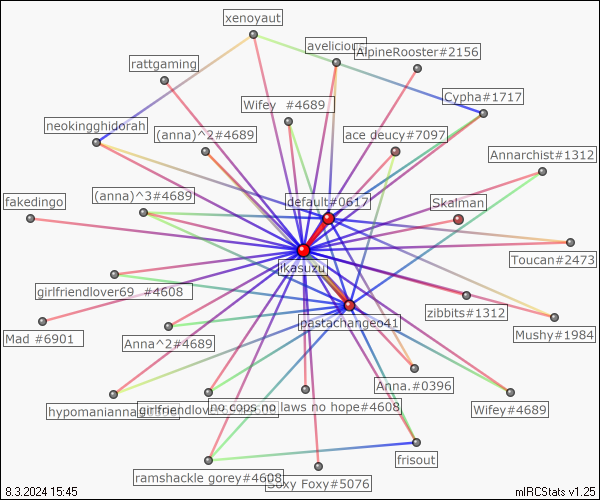 xenoyaut
avelicious
AlpineRooster#2156
rattgaming
Cypha#1717
Wifey #4689
neokingghidorah
(anna)^2#4689
ace deucy#7097
Annarchist#1312
fakedingo
(anna)^3#4689
default#0617
Skalman
jikasuzu
Toucan#2473
girlfriendlover69 #4608
zibbits#1312
pastachangeo41
Mushy#1984
Mad #6901
Anna^2#4689
Anna.#0396
hypomanianna
girlfriendlover
no cops no laws no hope#4608
Wifey#4689
frisout
ramshackle gorey#4608
Foxy#5076
8.3.2024 15:45
mIRCStats v1.25